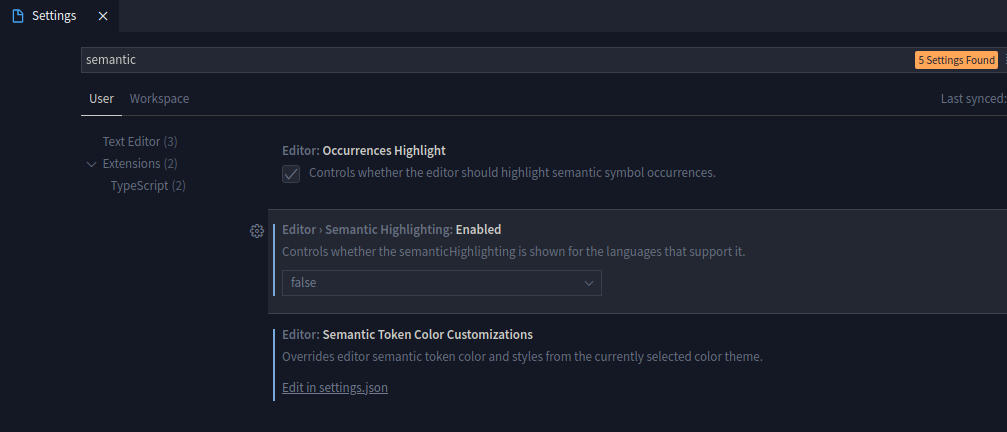 Settings
semantic
5 Settings Found
User Workspace Last synced:
Text Editor (3)
Extensions (2)
TypeScript (2)
Editor: Occurrences Highlight
Controls whether the editor should highlight semantic symbol occurrences.
Editor › Semantic Highlighting: Enabled
Controls whether the semanticHighlighting is shown for the languages that support it.
false
Editor: Semantic Token Color Customizations
Overrides editor semantic token color and styles from the currently selected color theme.
Edit in settings.json